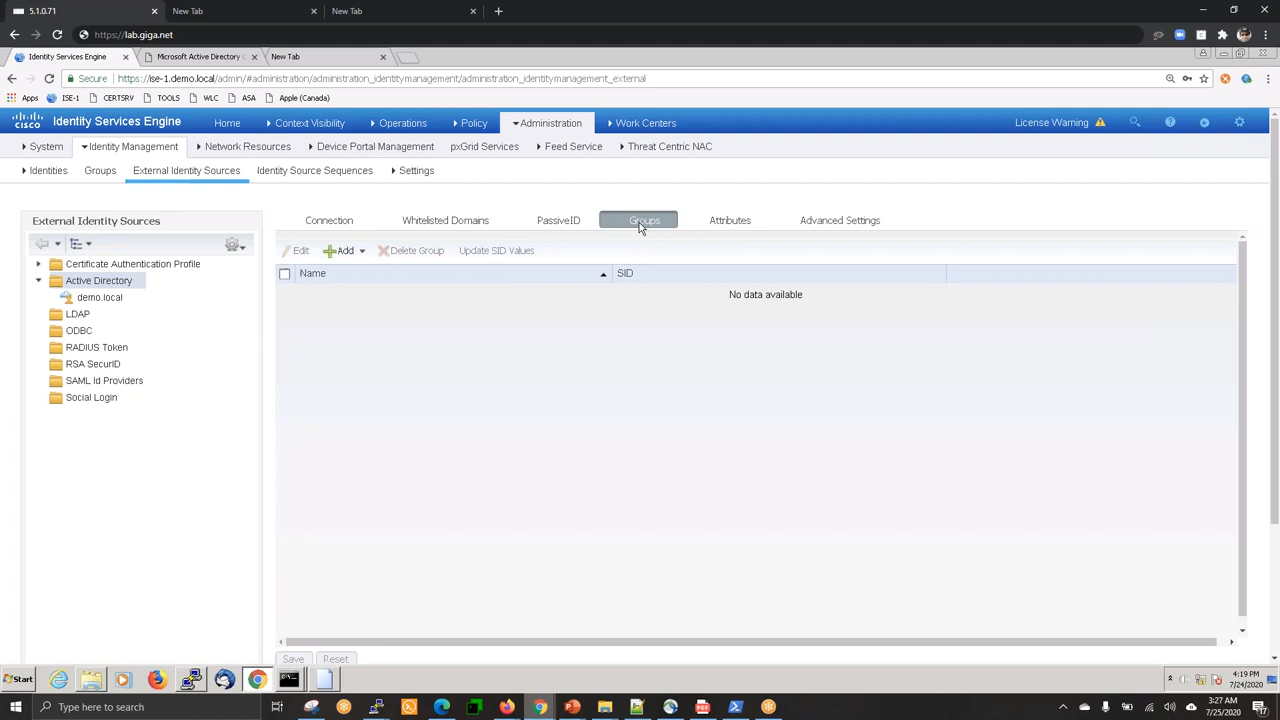 5.1.0.71
New Tab
New Tab
https://lab.giga.net
Identity Services Engine
Microsoft Active Directory C
New Tab
Secure
https://ise-1.demo.local/admin/#administration/administration_identitymanagement/administration_identitymanagement_external
Apps
ISE-1
CERTSRV
TOOLS
WLC
ASA
Apple (Canada)
CISCO
Identity Services Engine
Home
Context Visibility
Operations
Policy
Administration
Work Centers
License Warning
System
Identity Management
Network Resources
Device Portal Management
pxGrid Services
Feed Service
Threat Centric NAC
Identities
Groups
External Identity Sources
Identity Source Sequences
Settings
External Identity Sources
Certificate Authentication Profile
Active Directory
demo.local
LDAP
ODBC
RADIUS Token
RSA SecurID
SAML Id Providers
Social Login
Connection
Whitelisted Domains
PassiveID
Groups
Attributes
Advanced Settings
Edit
Add
Delete Group
Update SID Values
Name
SID
No data available
Save
Reset
Start
4:19 PM
7/24/2020
Type here to search
ENG
3:27 AM
7/25/2020
17